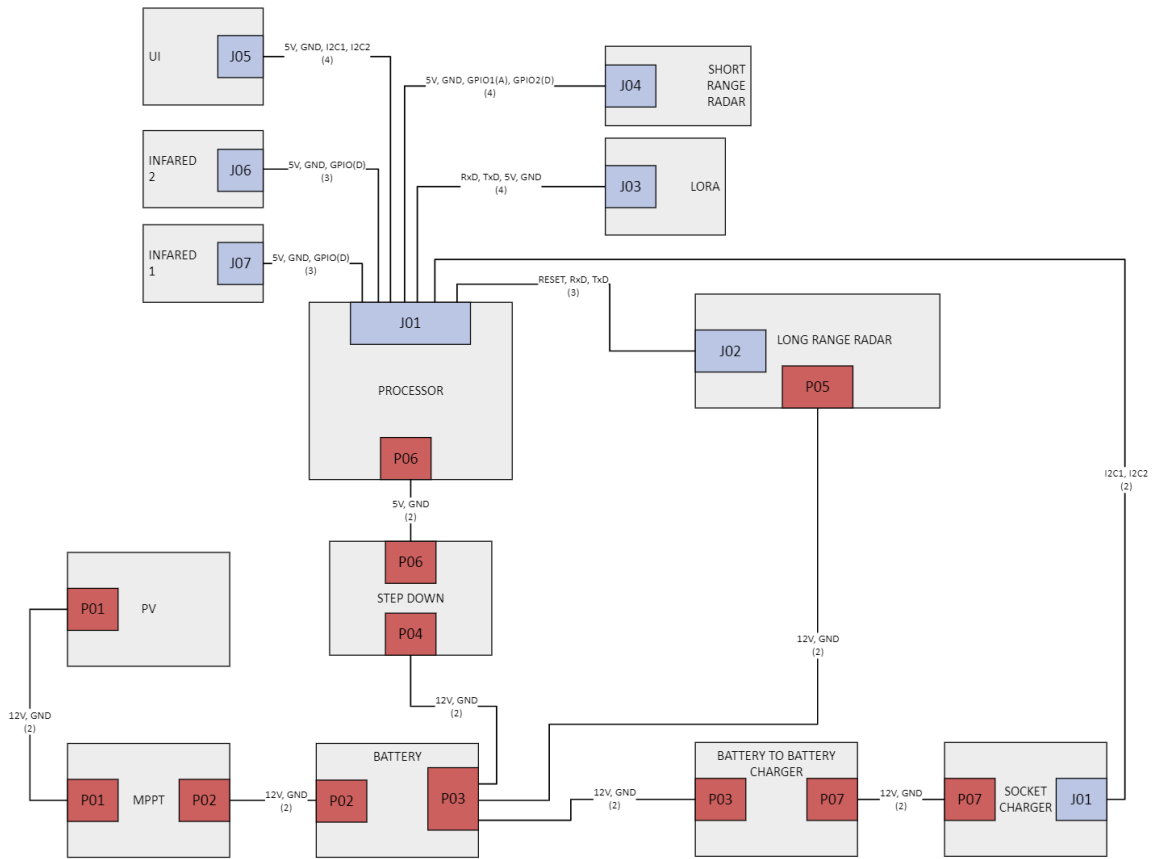 UI
J05
5V, GND, I2C1, I2C2
(4)
J04
SHORT
RANGE
RADAR
5V, GND, GPIO1(A), GPIO2(D)
(4)
INFARED
2
J06
5V, GND, GPIO(D)
(3)
RxD, TxD, 5V, GND
(4)
J03
LORA
INFARED
1
J07
5V, GND, GPIO(D)
(3)
RESET, RxD, TxD
(3)
J01
PROCESSOR
P06
J02
LONG RANGE RADAR
P05
I2C1, I2C2
(2)
5V, GND
(2)
P06
STEP DOWN
P04
P01
PV
12V, GND
(2)
12V, GND
(2)
12V, GND
(2)
P01
MPPT
P02
12V, GND
(2)
BATTERY
P02
P03
12V, GND
(2)
BATTERY TO BATTERY
CHARGER
P03
P07
12V, GND
(2)
P07
SOCKET
CHARGER
J01